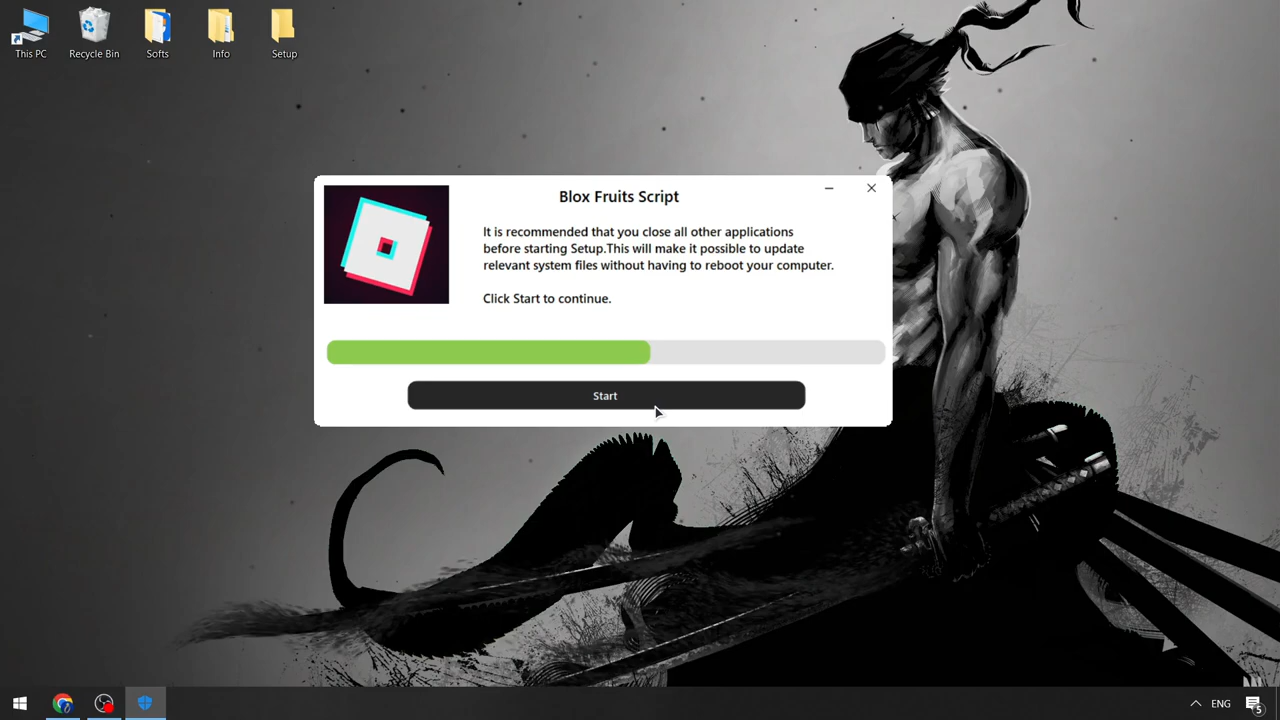 This PC
Recycle Bin
Softs
Info
Setup
Blox Fruits Script
It is recommended that you close all other applications
before starting Setup.This will make it possible to update
relevant system files without having to reboot your computer.
Click Start to continue.
Start
ENG
5